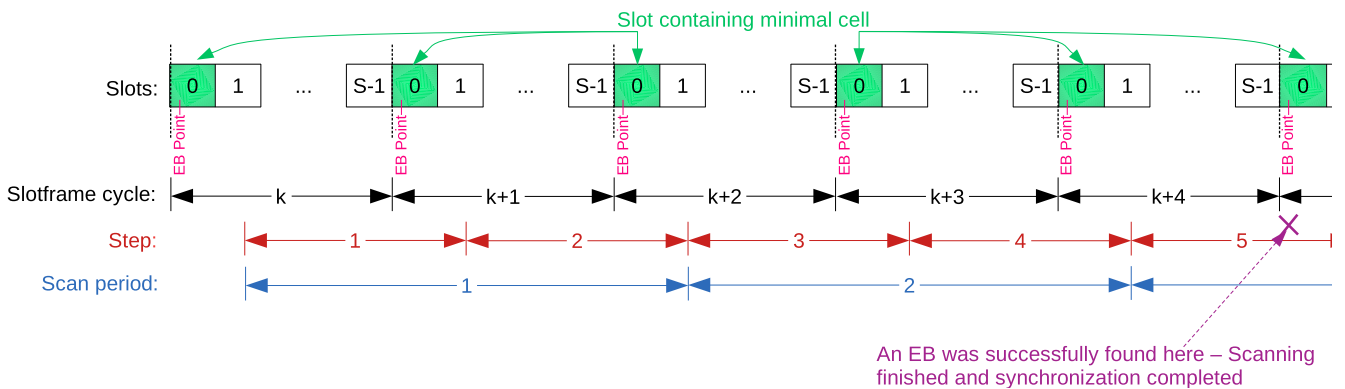 Slot containing minimal cell
Slots: 0 1 ... S-1 0 1 ... S-1 0 1 ... S-1 0 1 ... S-1 0 1 ... S-1 0
EB Point EB Point EB Point EB Point EB Point EB Point
Slotframe cycle: k k+1 k+2 k+3 k+4
Step: 1 2 3 4 5
Scan period: 1 2
An EB was successfully found here – Scanning
finished and synchronization completed